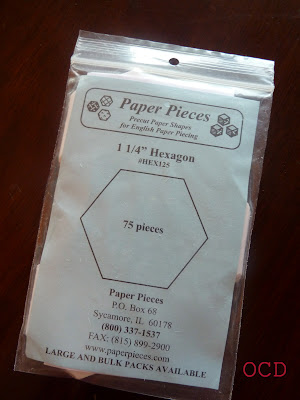 Paper Pieces
Precut Paper Shapes
for English Paper Piecing
1 1/4" Hexagon
#HEX125
75 pieces
Paper Pieces
P.O. Box 68
Sycamore, IL 60178
(800) 337-1537
FAX: (815) 899-2900
www.paperpieces.com
LARGE AND BULK PACKS AVAILABLE
OCD